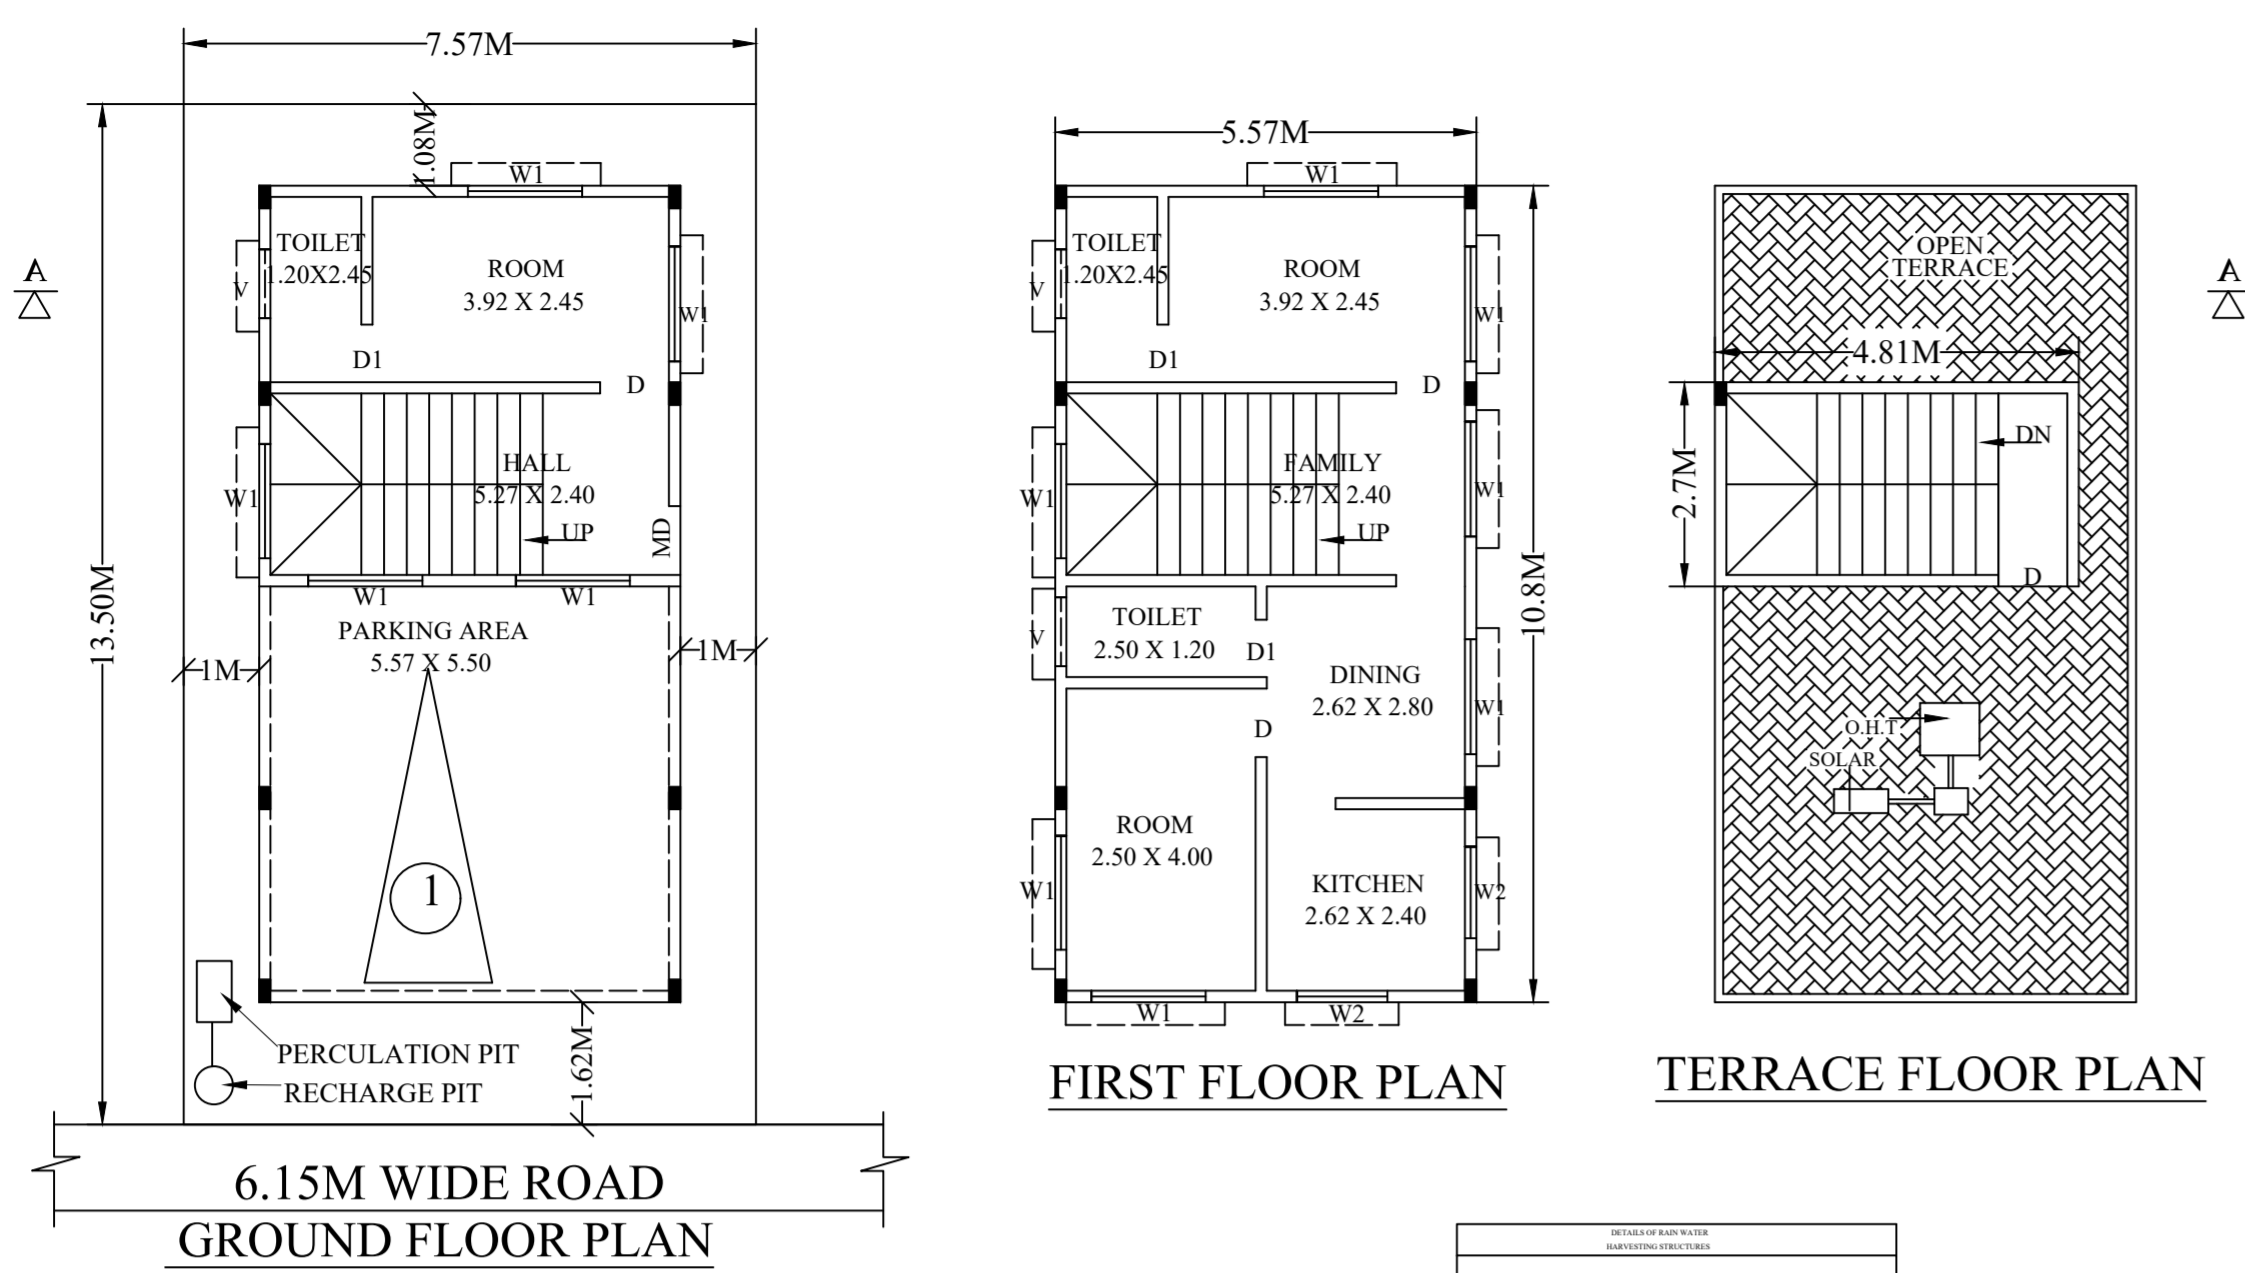 7.57M
1.08M
W1
TOILET
1.20X2.45
ROOM
3.92 X 2.45
V
W1
A
D1
D
HALL
5.27 X 2.40
W1
UP
MD
W1
W1
13.50M
PARKING AREA
5.57 X 5.50
1M
1M
1
PERCULATION PIT
RECHARGE PIT
1.62M
6.15M WIDE ROAD
GROUND FLOOR PLAN
5.57M
W1
TOILET
1.20X2.45
ROOM
3.92 X 2.45
V
W1
D1
D
FAMILY
5.27 X 2.40
W1
W1
UP
10.8M
TOILET
2.50 X 1.20
V
D1
DINING
2.62 X 2.80
W1
D
ROOM
2.50 X 4.00
W1
KITCHEN
2.62 X 2.40
W2
W1
W2
FIRST FLOOR PLAN
OPEN
TERRACE
A
4.81M
2.7M
DN
D
O.H.T
SOLAR
TERRACE FLOOR PLAN
DETAILS OF RAIN WATER
HARVESTING STRUCTURES